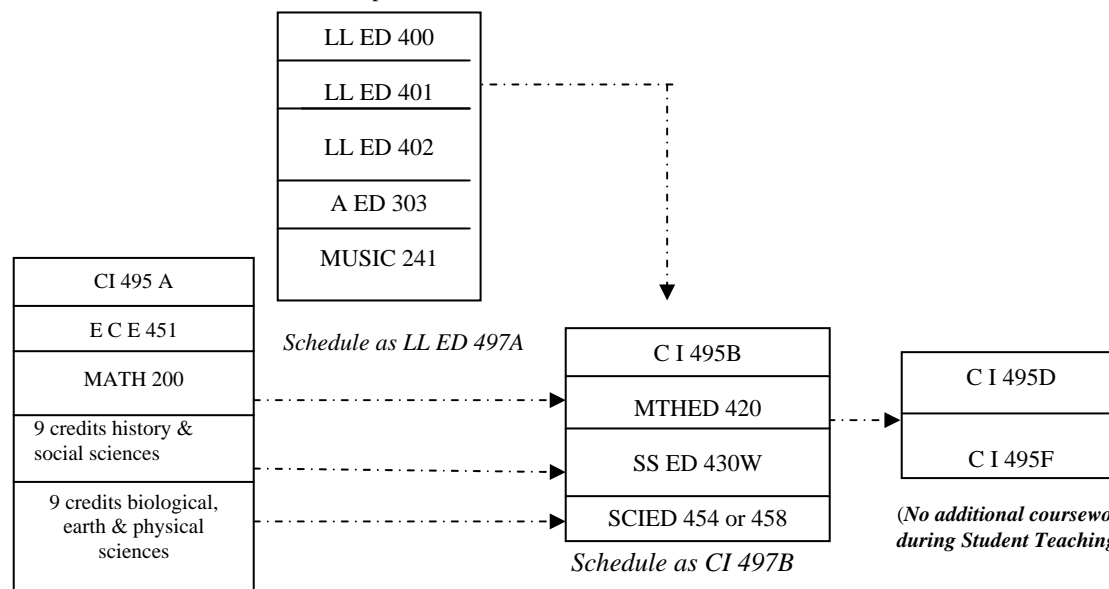 LL ED 400
LL ED 401
LL ED 402
A ED 303
MUSIC 241
Schedule as LL ED 497A
CI 495 A
E C E 451
MATH 200
9 credits history &
social sciences
9 credits biological,
earth & physical
sciences
C I 495B
MTHED 420
SS ED 430W
SCIED 454 or 458
Schedule as CI 497B
C I 495D
C I 495F
(No additional
during Student Teaching